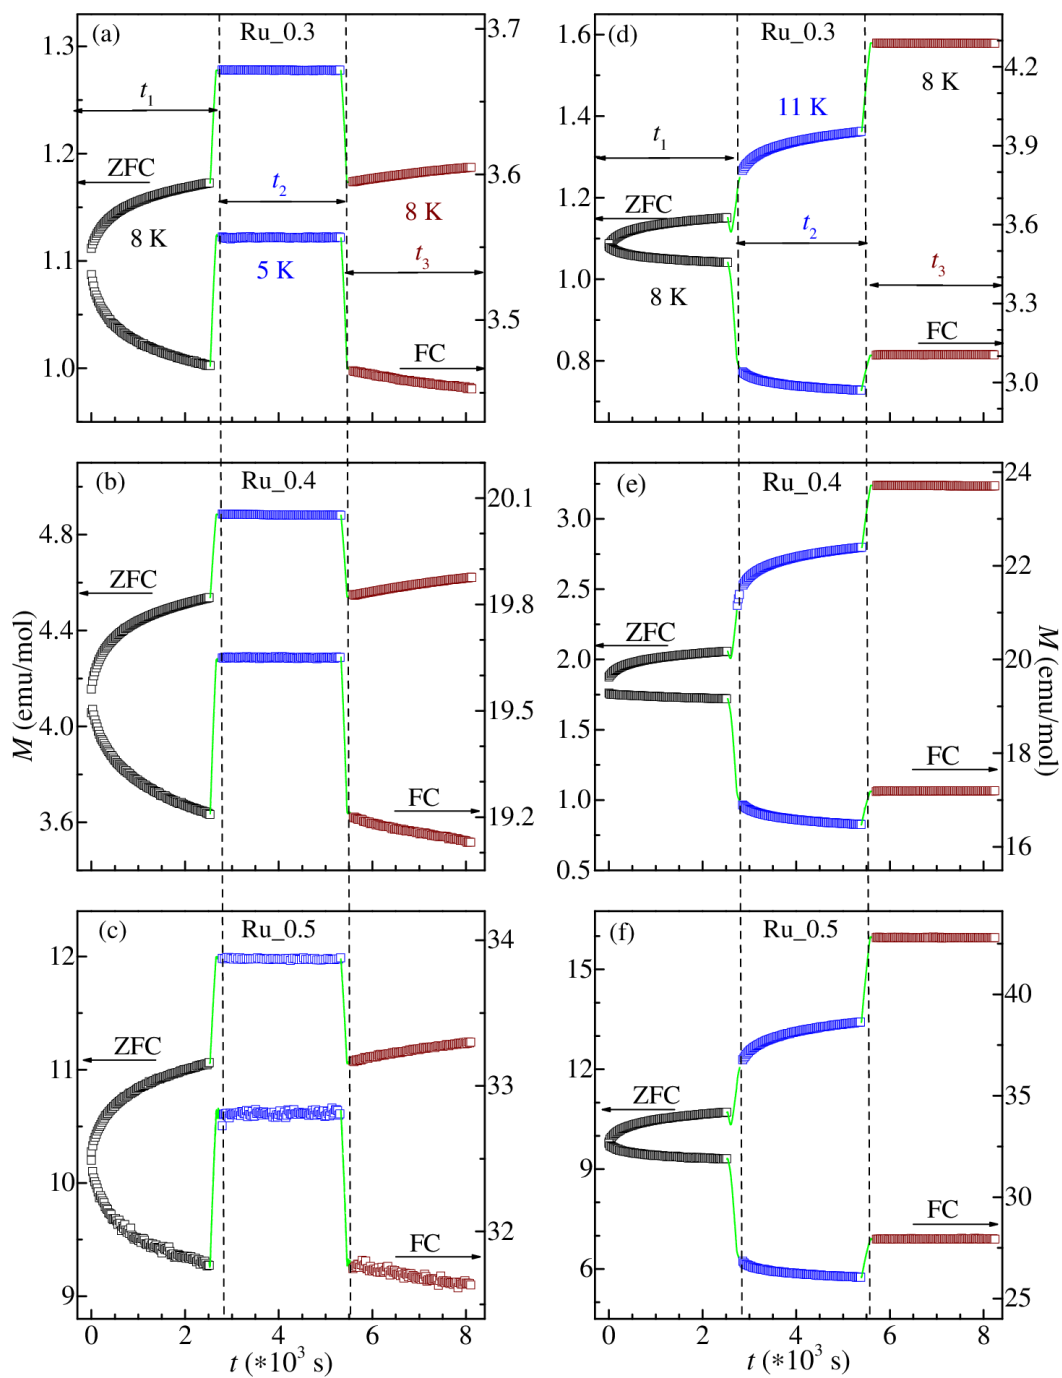 (a)
Ru_0.3
1.3
1.2
1.1
1.0
3.7
3.6
3.5
t1
t2
t3
ZFC
8 K
5 K
8 K
FC
(d)
Ru_0.3
1.6
1.4
1.2
1.0
0.8
4.2
3.9
3.6
3.3
3.0
t1
t2
t3
11 K
8 K
ZFC
8 K
FC
(b)
Ru_0.4
4.8
4.4
4.0
3.6
20.1
19.8
19.5
19.2
ZFC
FC
M (emu/mol)
(e)
Ru_0.4
3.0
2.5
2.0
1.5
1.0
0.5
24
22
20
18
16
ZFC
FC
M (emu/mol)
(c)
Ru_0.5
12
11
10
9
34
33
32
ZFC
FC
0 2 4 6 8
t (*10³ s)
(f)
Ru_0.5
15
12
9
6
40
35
30
25
ZFC
FC
0 2 4 6 8
t (*10³ s)